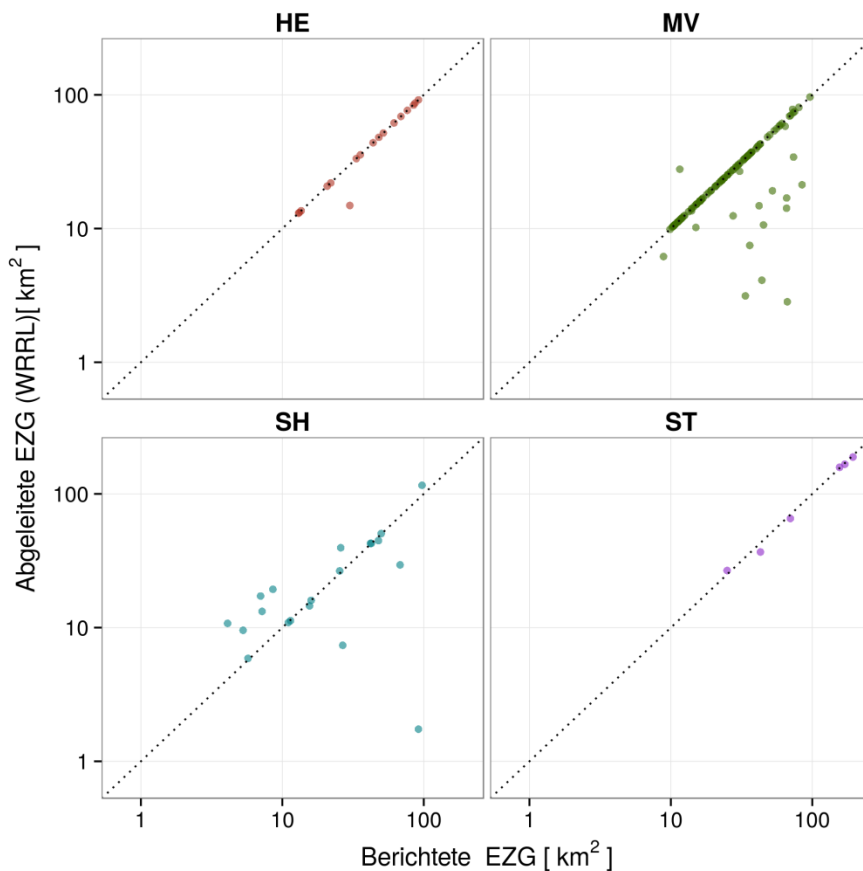 HE MV
100
10
1
SH ST
100
10
1
1 10 100 1 10 100
Abgeleitete EZG (WRRL)[ km² ]
Berichtete EZG [ km² ]